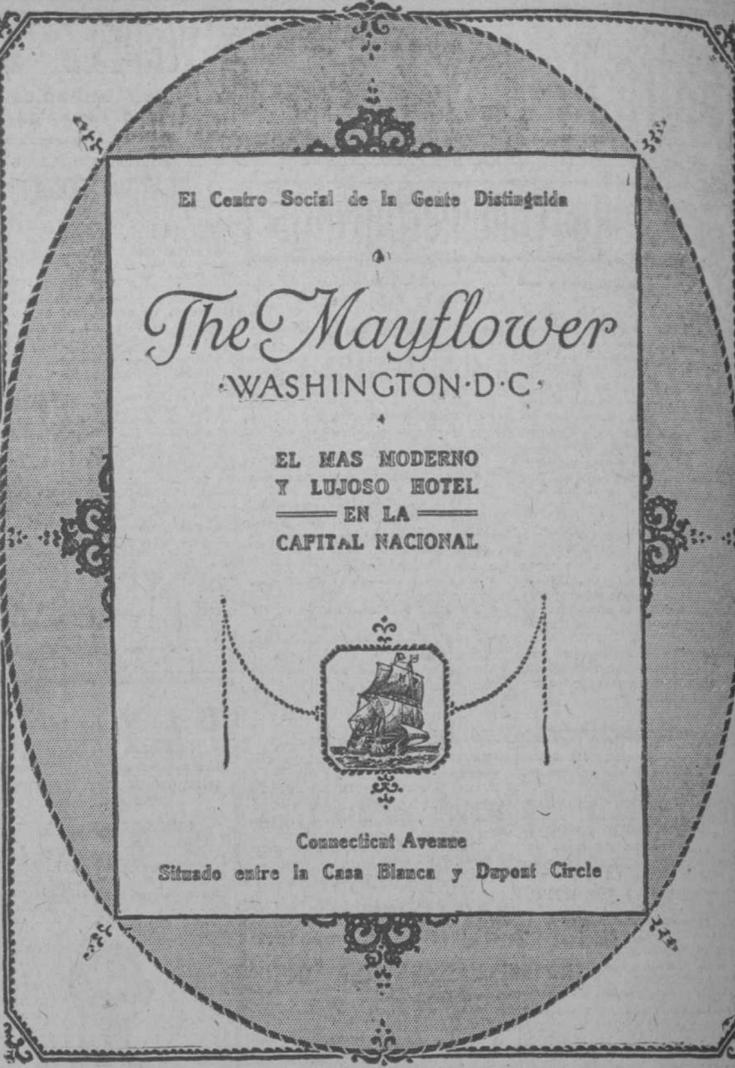 El Centro Social de la Gente Distinguida
The Mayflower
·WASHINGTON·D·C·
EL MAS MODERNO
Y LUJOSO HOTEL
EN LA
CAPITAL NACIONAL
Connecticut Avenue
Situado entre la Casa Blanca y Dupont Circle